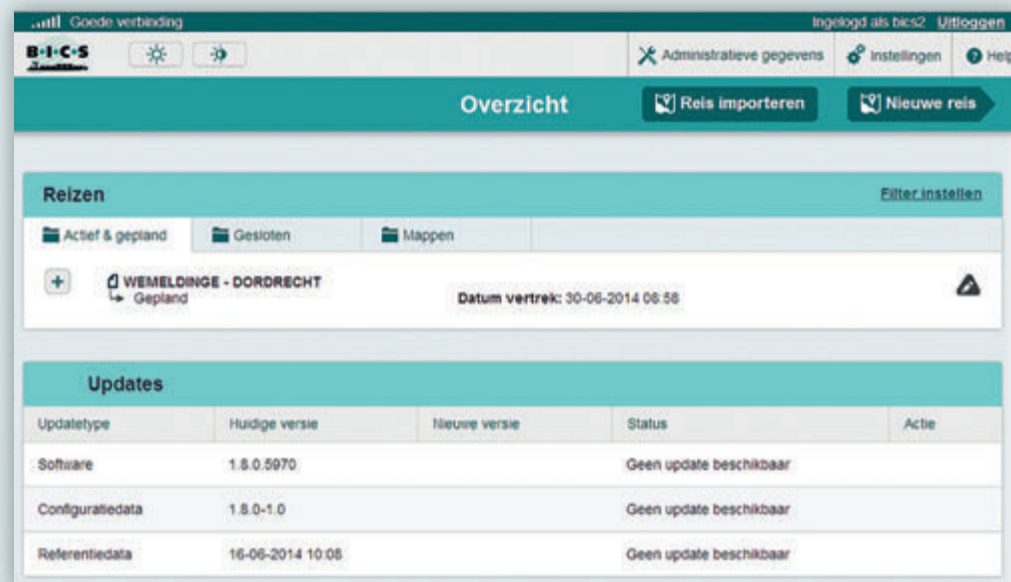 Goede verbinding Ingelogd als bics2 Uitloggen
B·I·C·S Administratieve gegevens Instellingen Help
Overzicht Reis importeren Nieuwe reis
Reizen Filter instellen
Actief & gepland Gesloten Mappen
WEMELDINGE - DORDRECHT
Gepland Datum vertrek: 30-06-2014 08:58
Updates
Updatetype Huidige versie Nieuwe versie Status Actie
Software 1.8.0.5970 Geen update beschikbaar
Configuratiedata 1.8.0-1.0 Geen update beschikbaar
Referentiedata 16-06-2014 10:08 Geen update beschikbaar